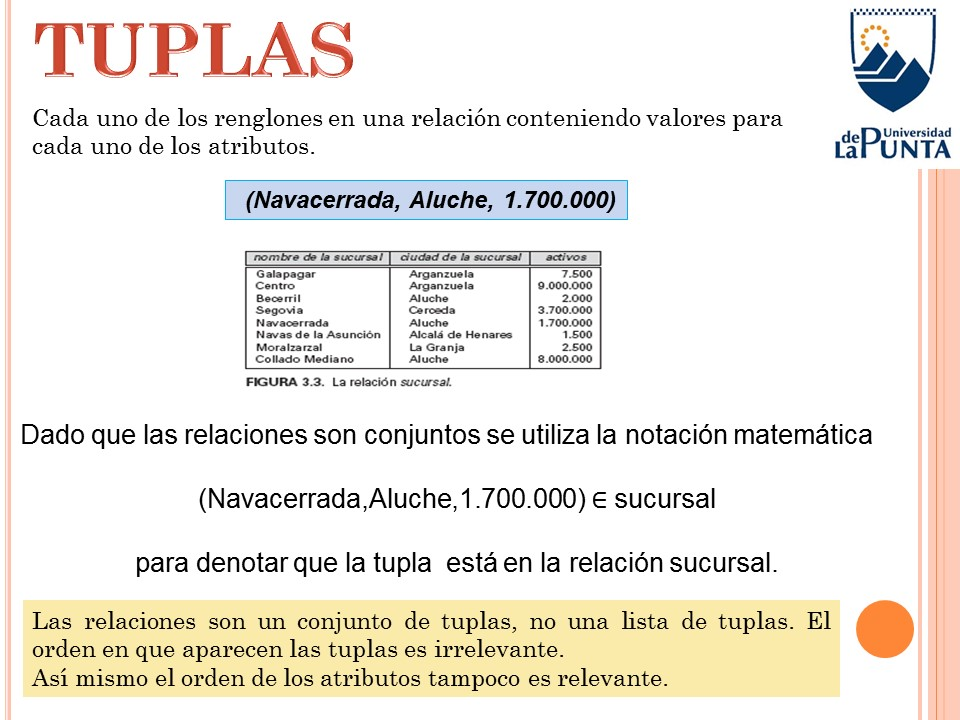 TUPLAS
de Universidad
La PUNTA
Cada uno de los renglones en una relación conteniendo valores para
cada uno de los atributos.
(Navacerrada, Aluche, 1.700.000)
nombre de la sucursal ciudad de la sucursal activos
Galapagar Arganzuela 7.500
Centro Arganzuela 9.000.000
Becerril Aluche 2.000
Segovia Cerceda 3.700.000
Navacerrada Aluche 1.700.000
Navas de la Asunción Alcalá de Henares 1.500
Moralzarzal La Granja 2.500
Collado Mediano Aluche 8.000.000
FIGURA 3.3. La relación sucursal.
Dado que las relaciones son conjuntos se utiliza la notación matemática
(Navacerrada,Aluche,1.700.000) ∈ sucursal
para denotar que la tupla está en la relación sucursal.
Las relaciones son un conjunto de tuplas, no una lista de tuplas. El
orden en que aparecen las tuplas es irrelevante.
Así mismo el orden de los atributos tampoco es relevante.